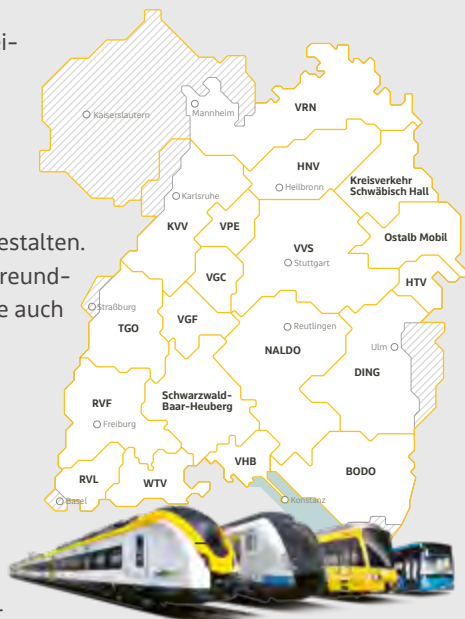 ei-
estalten.
reund-
e auch
Kaiserslautern
Mannheim
VRN
HNV
Heilbronn
Kreisverkehr
Schwäbisch Hall
Karlsruhe
KVV
VPE
VVS
Stuttgart
Ostalb Mobil
VGC
HTV
Straßburg
TGO
VGF
Reutlingen
NALDO
Ulm
DING
RVF
Freiburg
Schwarzwald-
Baar-Heuberg
RVL
WTV
VHB
BODO
Basel
Konstanz
-